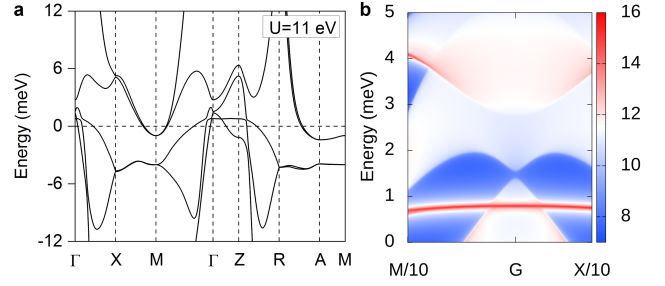 a
U=11 eV
Energy (meV)
12
6
0
-6
-12
Γ X M Γ Z R A M
b
Energy (meV)
5
4
3
2
1
0
M/10 G X/10
16
14
12
10
8